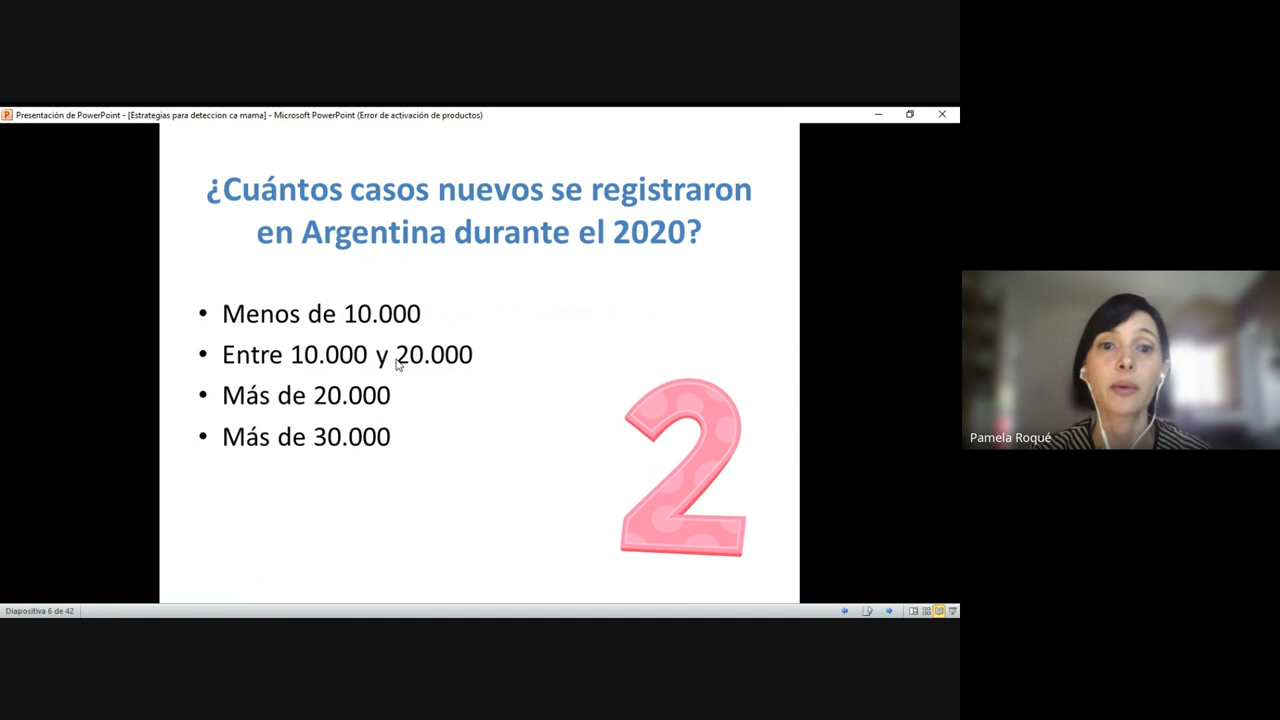 Presentación de PowerPoint - [Estrategias para deteccion ca mama] - Microsoft PowerPoint (Error de activación de productos)
¿Cuántos casos nuevos se registraron
en Argentina durante el 2020?
• Menos de 10.000
• Entre 10.000 y 20.000
• Más de 20.000
• Más de 30.000
2
Pamela Roqué
Diapositiva 6 de 42